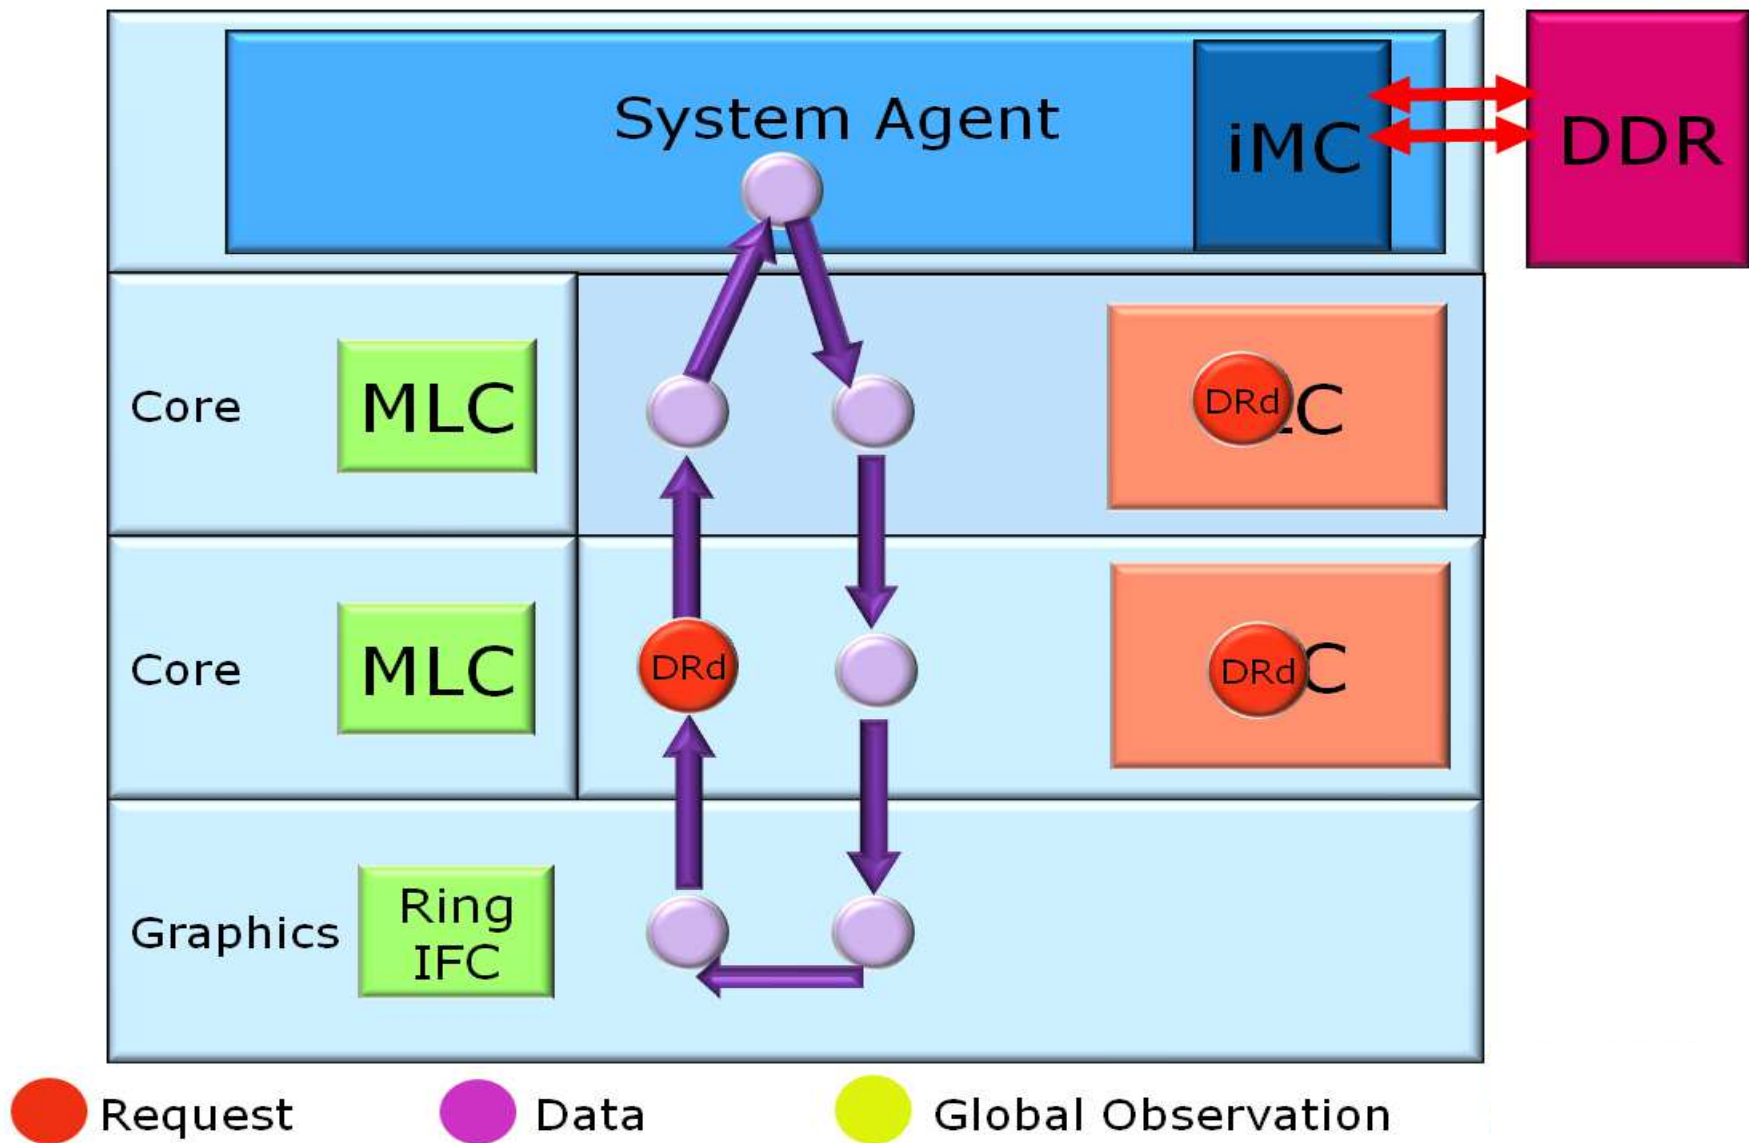 System Agent
iMC
DDR
Core
MLC
DRd
C
Core
MLC
DRd
DRd
C
Graphics
Ring
IFC
Request
Data
Global Observation